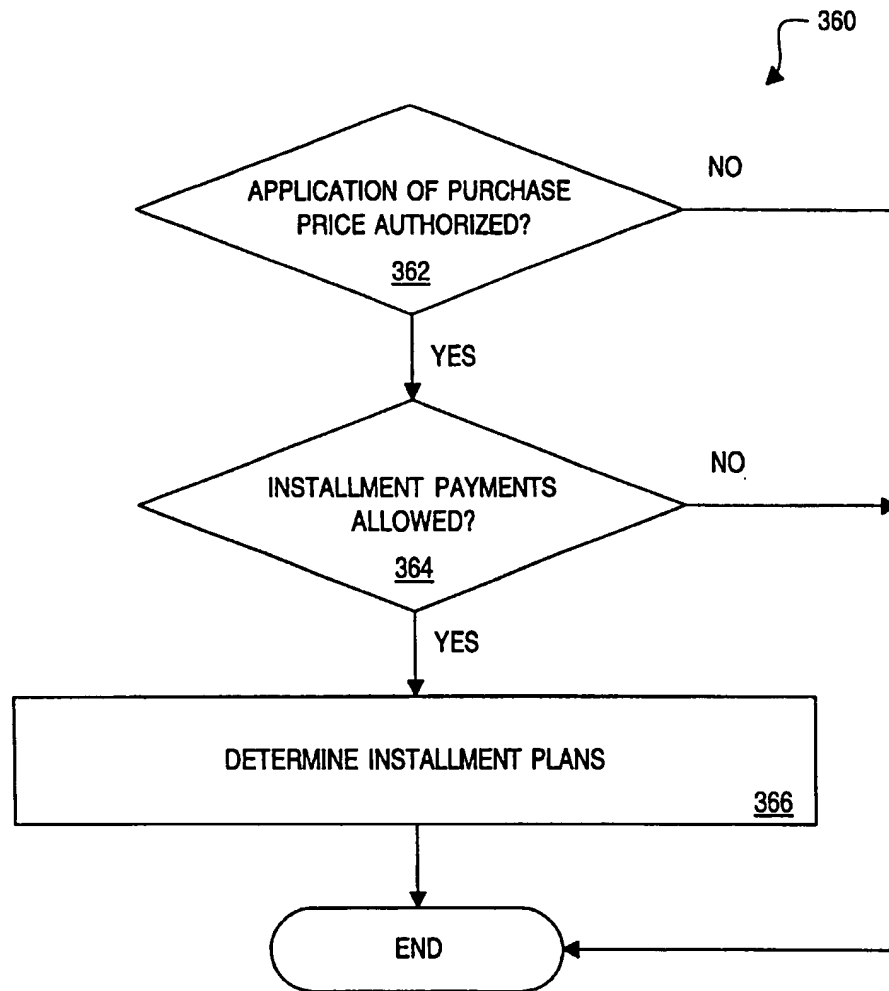 360
APPLICATION OF PURCHASE
PRICE AUTHORIZED?
362
NO
YES
INSTALLMENT PAYMENTS
ALLOWED?
364
NO
YES
DETERMINE INSTALLMENT PLANS
366
END